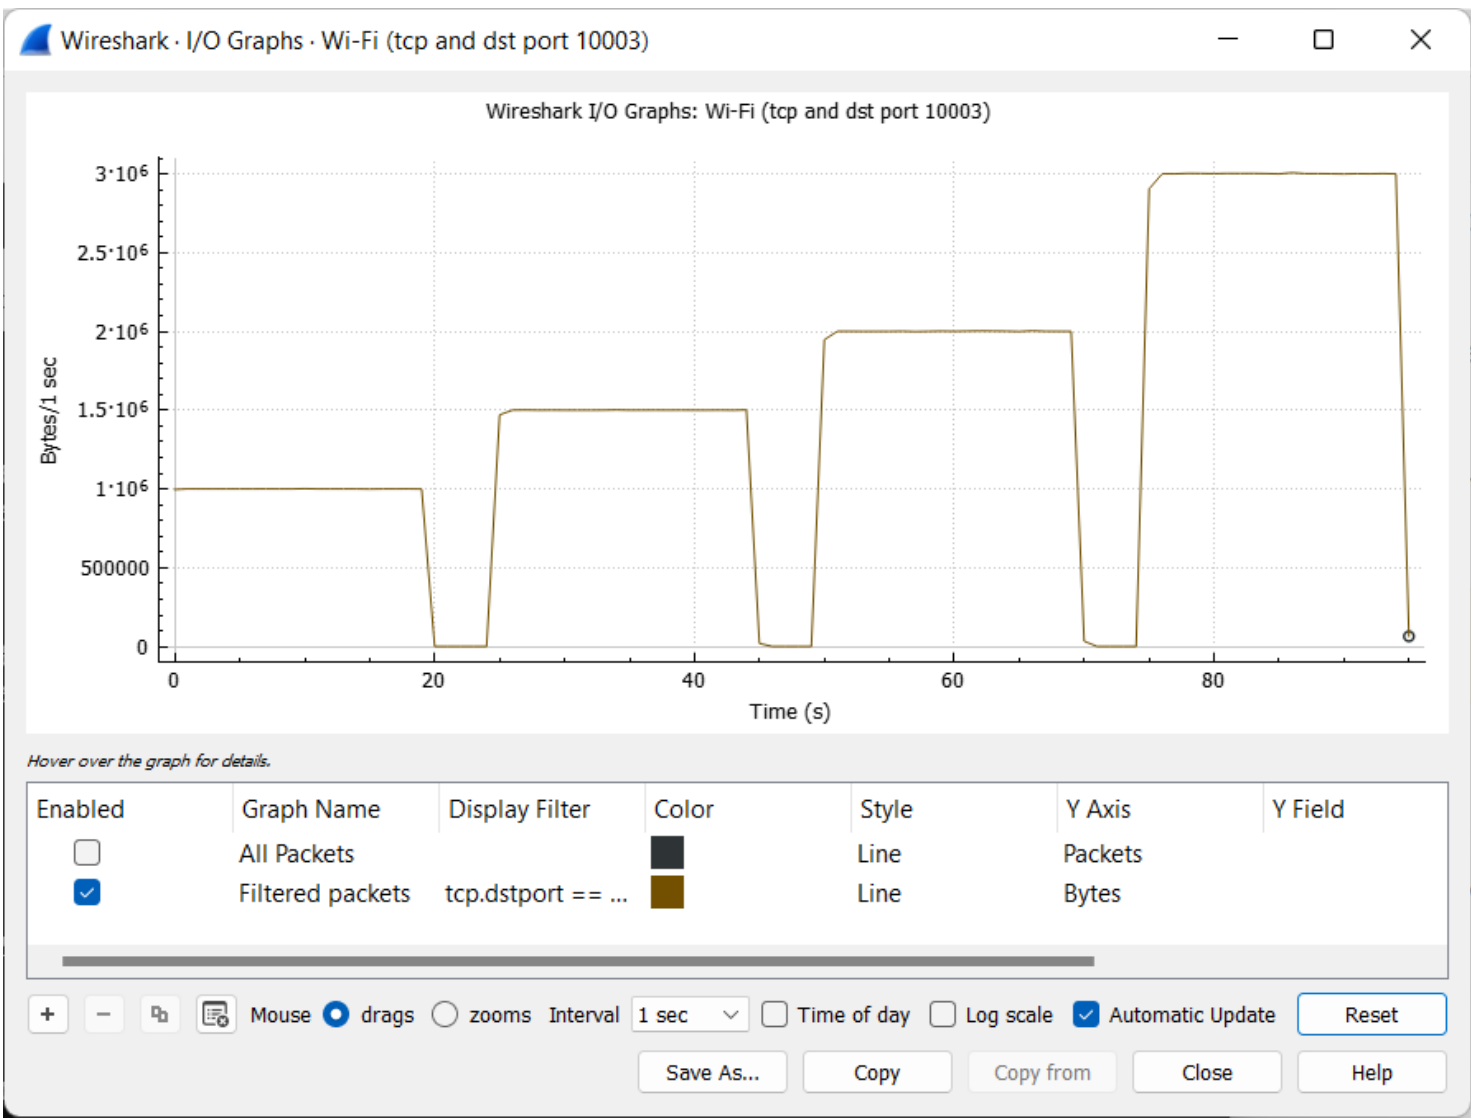 Wireshark · I/O Graphs · Wi-Fi (tcp and dst port 10003)
Wireshark I/O Graphs: Wi-Fi (tcp and dst port 10003)
3·10⁶
2.5·10⁶
2·10⁶
1.5·10⁶
1·10⁶
500000
0
Bytes/1 sec
0 20 40 60 80
Time (s)
Hover over the graph for details.
Enabled Graph Name Display Filter Color Style Y Axis Y Field
All Packets Line Packets
Filtered packets tcp.dstport == ... Line Bytes
Mouse drags zooms Interval 1 sec Time of day Log scale Automatic Update Reset
Save As... Copy Copy from Close Help